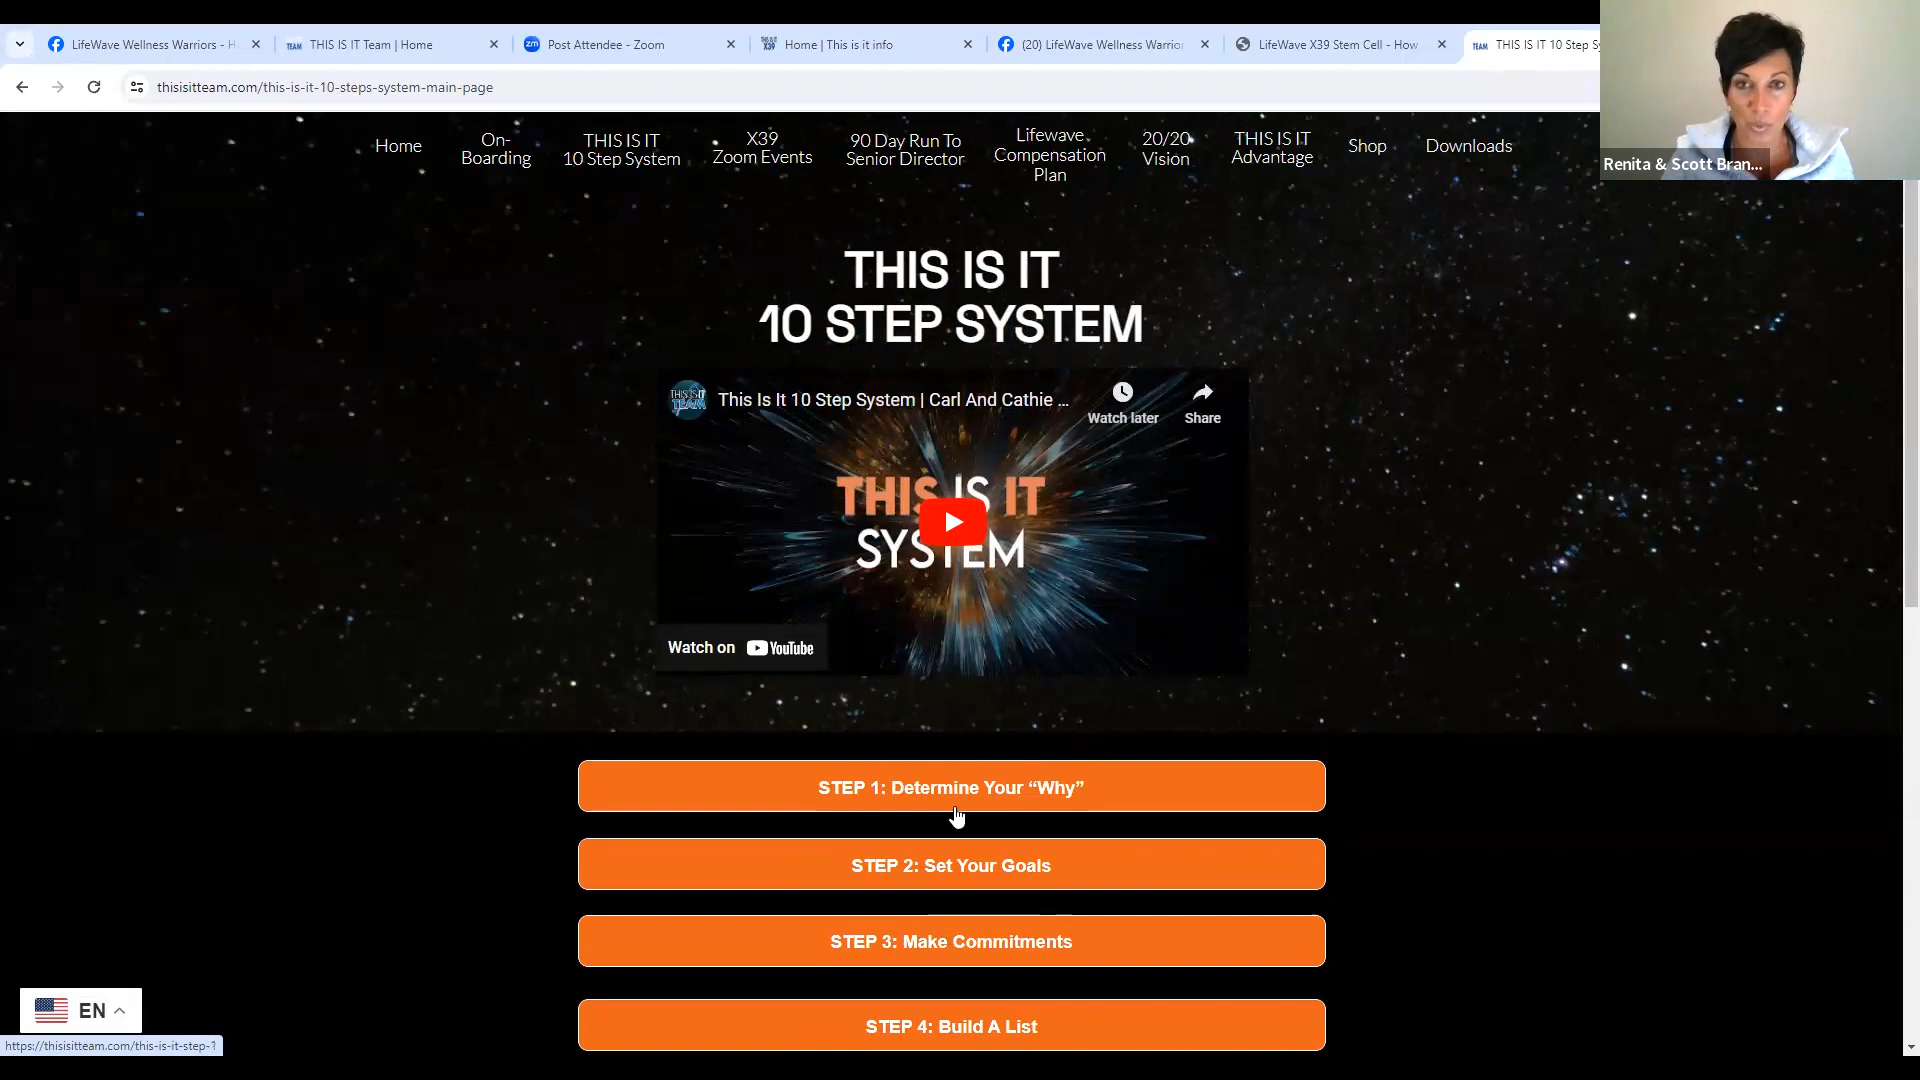 LifeWave Wellness Warriors - H
THIS IS IT Team | Home
Post Attendee - Zoom
Home | This is it info
(20) LifeWave Wellness Warrior
LifeWave X39 Stem Cell - How
THIS IS IT 10 Step Sy
thisisitteam.com/this-is-it-10-steps-system-main-page
Renita & Scott Bran...
Home
On-
Boarding
THIS IS IT
10 Step System
X39
Zoom Events
90 Day Run To
Senior Director
Lifewave
Compensation
Plan
20/20
Vision
THIS IS IT
Advantage
Shop
Downloads
THIS IS IT
10 STEP SYSTEM
THIS IS IT
TEAM
This Is It 10 Step System | Carl And Cathie ...
Watch later
Share
THIS IS IT
SYSTEM
Watch on YouTube
STEP 1: Determine Your “Why”
STEP 2: Set Your Goals
STEP 3: Make Commitments
STEP 4: Build A List
EN
https://thisisitteam.com/this-is-it-step-?